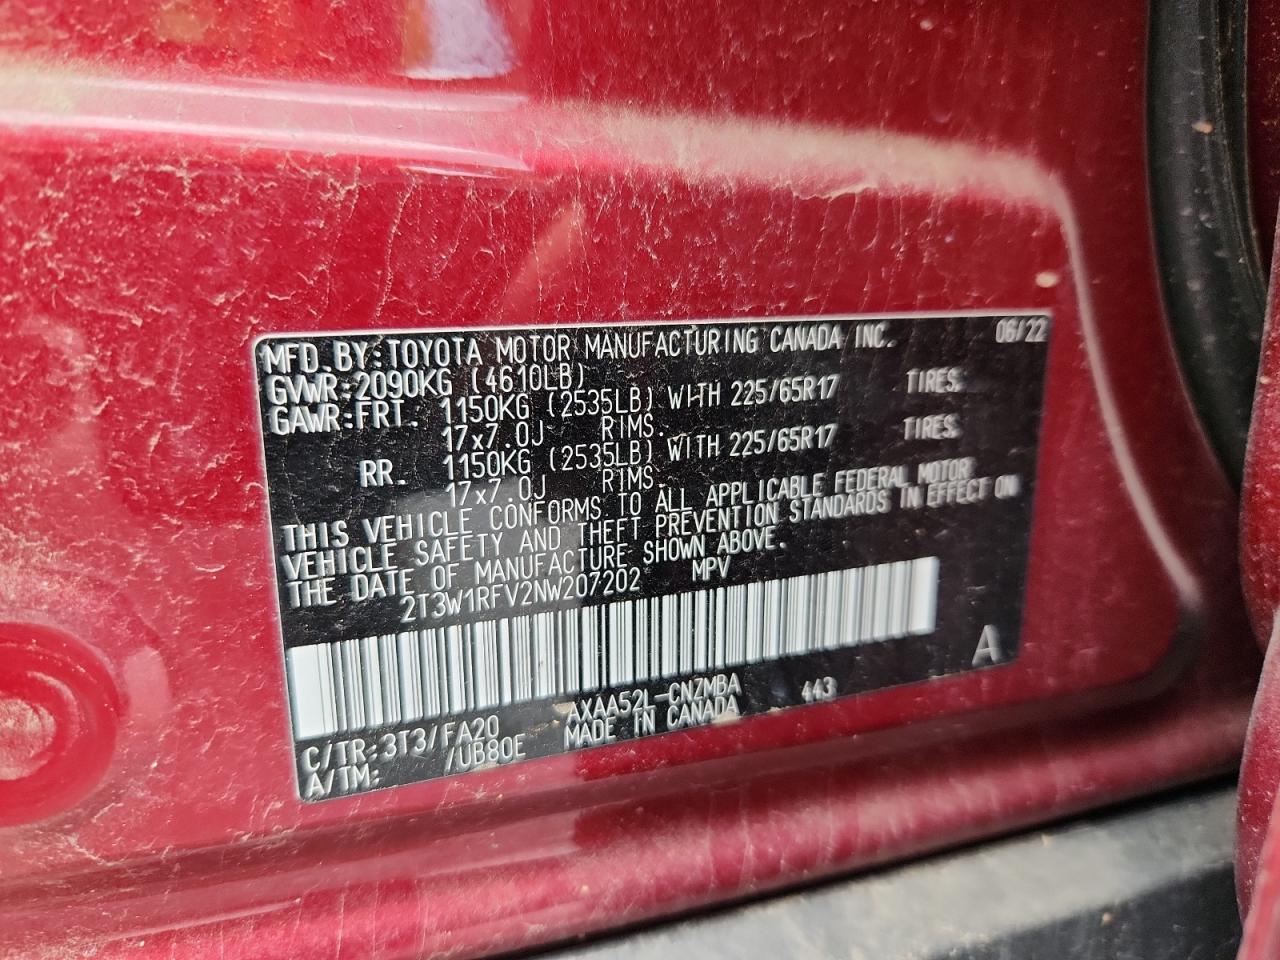 MFD. BY: TOYOTA MOTOR MANUFACTURING CANADA INC. 06/22
GVWR: 2090KG (4610LB)
GAWR: FRT. 1150KG (2535LB) WITH 225/65R17 TIRES.
17x7.0J RIMS.
RR. 1150KG (2535LB) WITH 225/65R17 TIRES.
17x7.0J RIMS.
THIS VEHICLE CONFORMS TO ALL APPLICABLE FEDERAL MOTOR
VEHICLE SAFETY AND THEFT PREVENTION STANDARDS IN EFFECT ON
THE DATE OF MANUFACTURE SHOWN ABOVE.
2T3W1RFV2NW207202 MPV
A
C/TR: 3T3/FA20 AXAA52L-CNZMBA 443
A/TM: /UB80E MADE IN CANADA